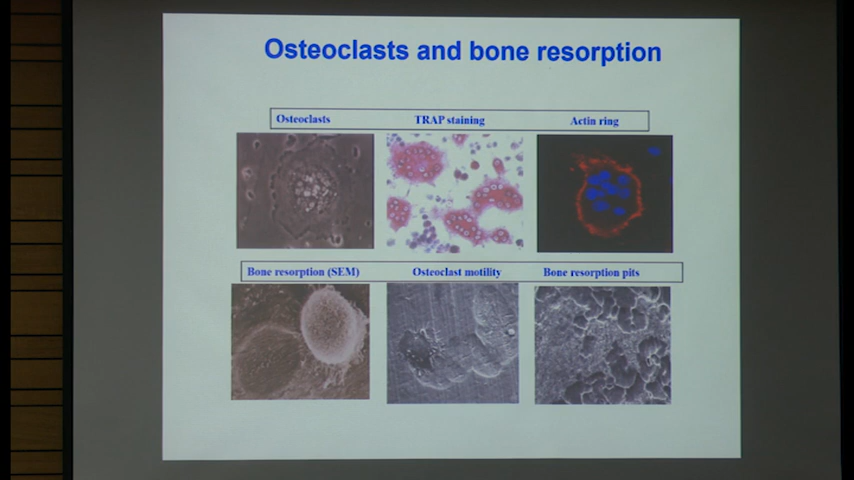 Osteoclasts and bone resorption
Osteoclasts TRAP staining Actin ring
Bone resorption (SEM) Osteoclast motility Bone resorption pits